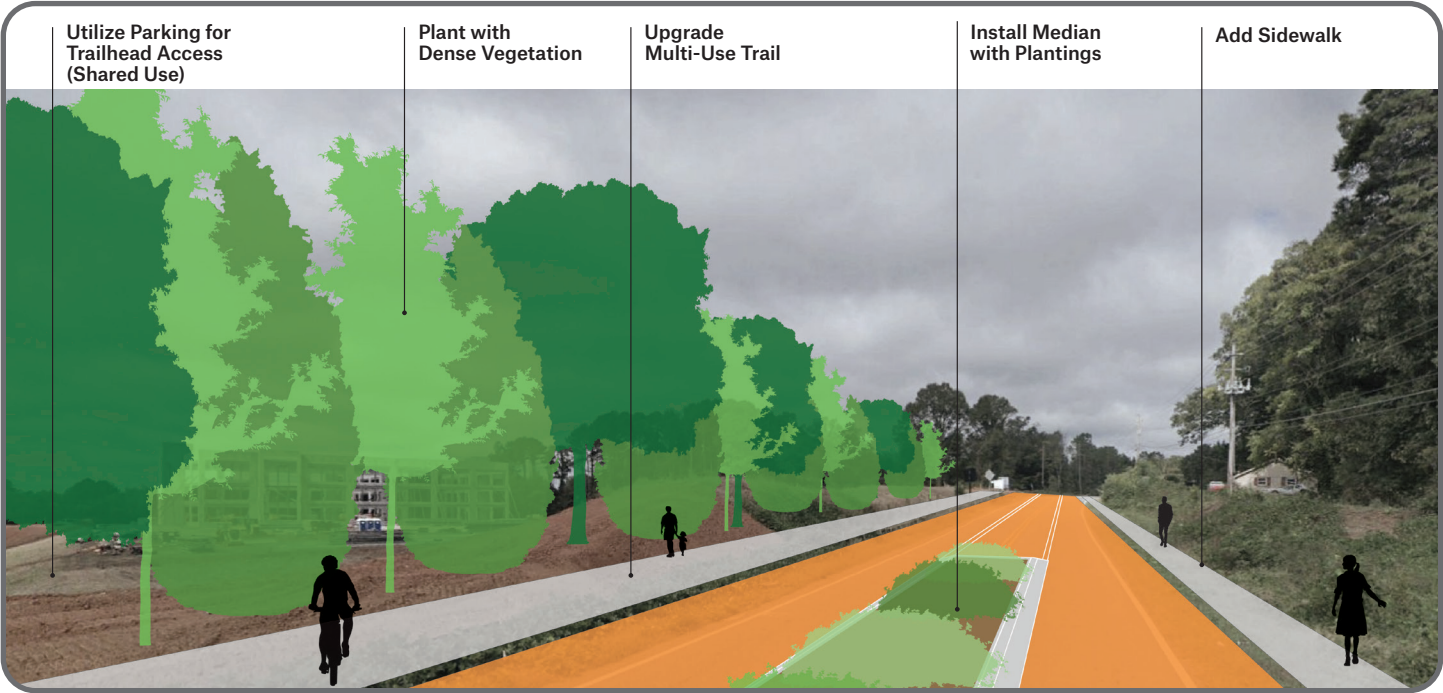 Utilize Parking for
Trailhead Access
(Shared Use)
Plant with
Dense Vegetation
Upgrade
Multi-Use Trail
Install Median
with Plantings
Add Sidewalk